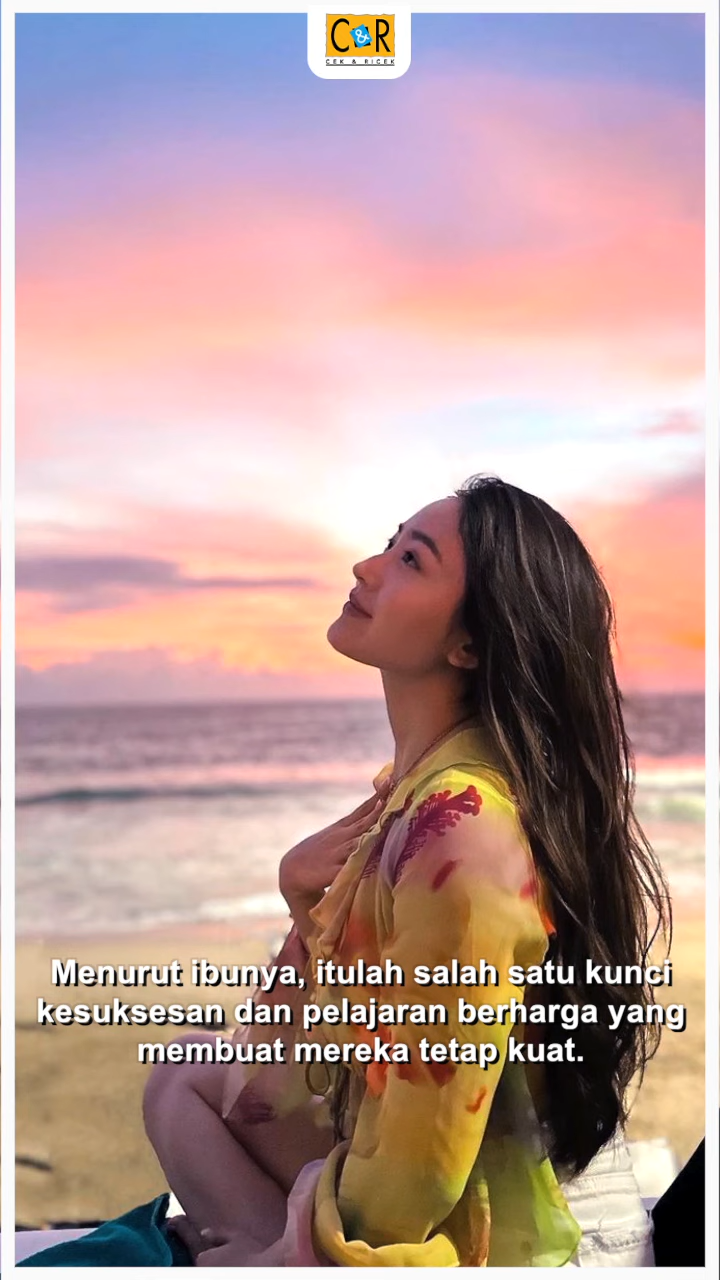 C&R
CEK & RICEK
Menurut ibunya, itulah salah satu kunci
kesuksesan dan pelajaran berharga yang
membuat mereka tetap kuat.